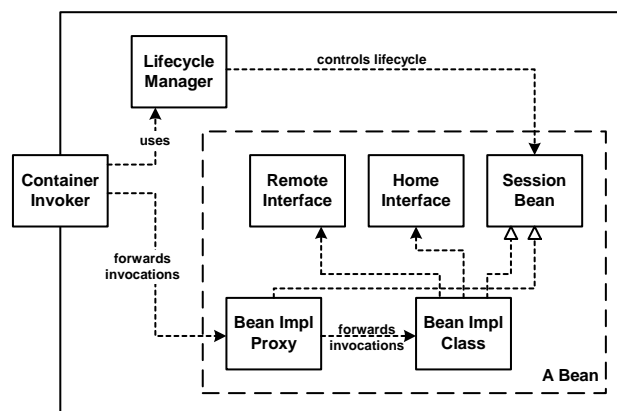 Lifecycle
Manager
controls lifecycle
uses
Container
Invoker
Remote
Interface
Home
Interface
Session
Bean
forwards
invocations
Bean Impl
Proxy
forwards
invocations
Bean Impl
Class
A Bean